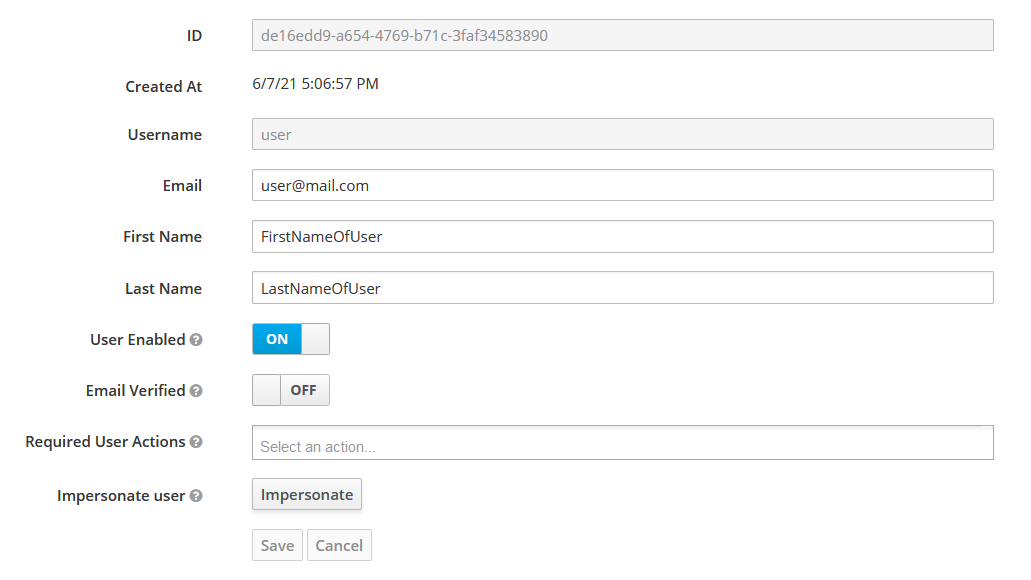 ID de16edd9-a654-4769-b71c-3faf34583890
Created At 6/7/21 5:06:57 PM
Username user
Email user@mail.com
First Name FirstNameOfUser
Last Name LastNameOfUser
User Enabled ? ON
Email Verified ? OFF
Required User Actions ? Select an action...
Impersonate user ? Impersonate
Save Cancel